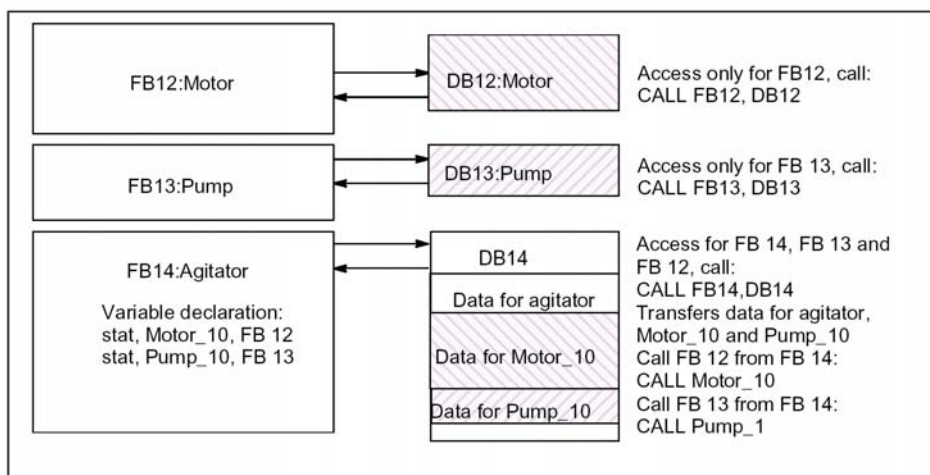 FB12:Motor
DB12:Motor
Access only for FB12, call:
CALL FB12, DB12
FB13:Pump
DB13:Pump
Access only for FB 13, call:
CALL FB13, DB13
FB14:Agitator
Variable declaration:
stat, Motor_10, FB 12
stat, Pump_10, FB 13
DB14
Data for agitator
Data for Motor_10
Data for Pump_10
Access for FB 14, FB 13 and
FB 12, call:
CALL FB14,DB14
Transfers data for agitator,
Motor_10 and Pump_10
Call FB 12 from FB 14:
CALL Motor_10
Call FB 13 from FB 14:
CALL Pump_1